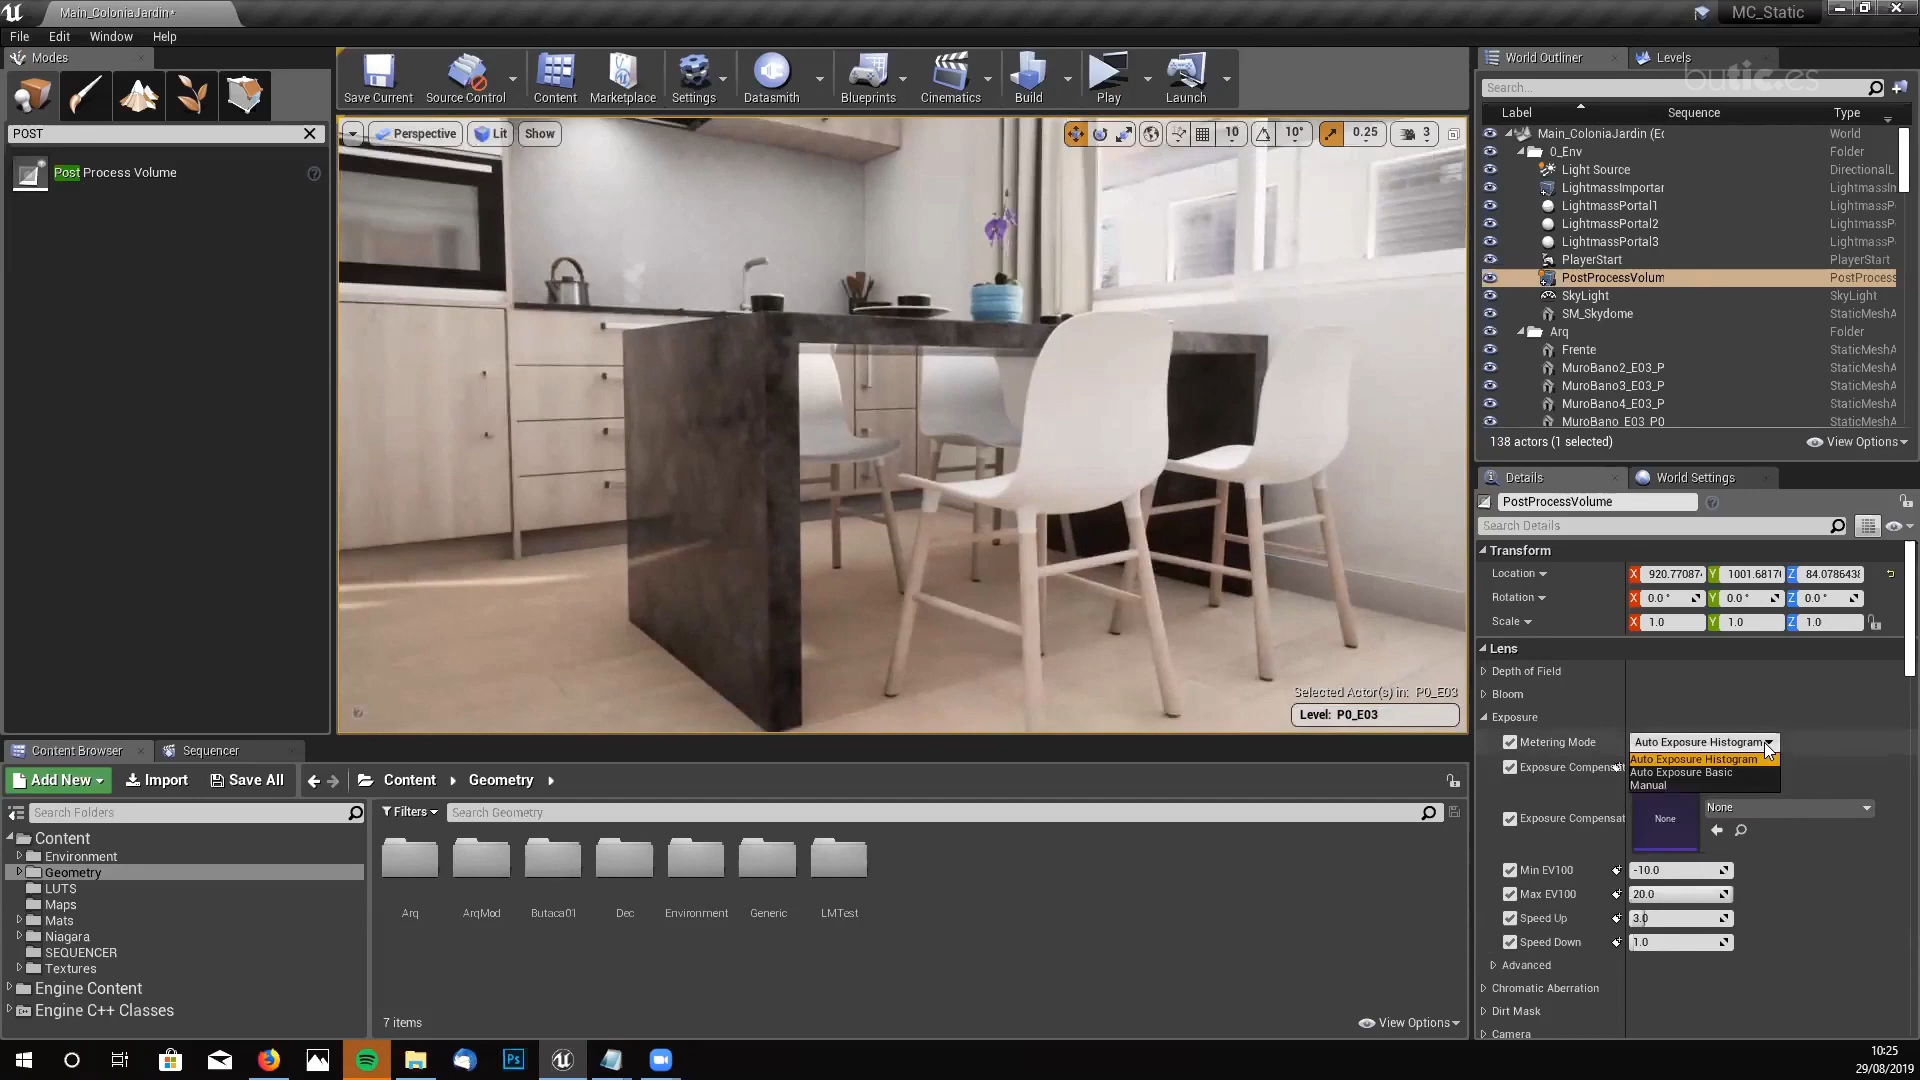 Main_ColoniaJardin*
MC_Static
File Edit Window Help
Modes
POST
Post Process Volume
Save Current
Source Control
Content
Marketplace
Settings
Datasmith
Blueprints
Cinematics
Build
Play
Launch
Perspective
Lit
Show
10
10°
0.25
3
Selected Actor(s) in: P0_E03
Level: P0_E03
World Outliner
Levels
butic.es
Search...
Label Sequence Type
Main_ColoniaJardin (Ec World
0_Env Folder
Light Source DirectionalL
LightmassImportar LightmassIn
LightmassPortal1 LightmassP
LightmassPortal2 LightmassP
LightmassPortal3 LightmassP
PlayerStart PlayerStart
PostProcessVolum PostProcess
SkyLight SkyLight
SM_Skydome StaticMeshA
Arq Folder
Frente StaticMeshA
MuroBano2_E03_P StaticMeshA
MuroBano3_E03_P StaticMeshA
MuroBano4_E03_P StaticMeshA
MuroBano_E03_P0 StaticMeshA
138 actors (1 selected)
View Options
Details
World Settings
PostProcessVolume
Search Details
Transform
Location X 920.77087 Y 1001.6817 Z 84.078643
Rotation X 0.0 ° Y 0.0 ° Z 0.0 °
Scale X 1.0 Y 1.0 Z 1.0
Lens
Depth of Field
Bloom
Exposure
Metering Mode Auto Exposure Histogram
Auto Exposure Histogram
Exposure Compensat
Auto Exposure Basic
Manual
Exposure Compensat None None
Min EV100 -10.0
Max EV100 20.0
Speed Up 3.0
Speed Down 1.0
Advanced
Chromatic Aberration
Dirt Mask
Camera
Content Browser
Sequencer
Add New
Import
Save All
Content
Geometry
Search Folders
Filters
Search Geometry
Content
Environment
Geometry
LUTS
Maps
Mats
Niagara
SEQUENCER
Textures
Engine Content
Engine C++ Classes
Arq
ArqMod
Butaca01
Dec
Environment
Generic
LMTest
7 items
View Options
Ps
10:25
29/08/2019